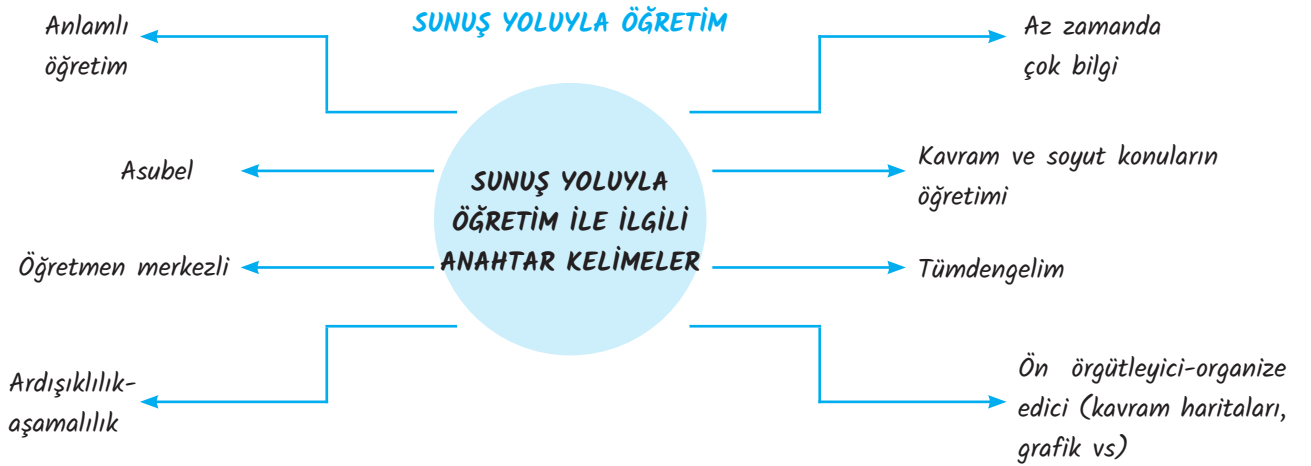 SUNUŞ YOLUYLA ÖĞRETİM
Anlamlı
öğretim
Az zamanda
çok bilgi
Asubel
Kavram ve soyut konuların
öğretimi
SUNUŞ YOLUYLA
ÖĞRETİM İLE İLGİLİ
ANAHTAR KELİMELER
Öğretmen merkezli
Tümdengelim
Ardışıklılık-
aşamalılık
Ön örgütleyici-organize
edici (kavram haritaları,
grafik vs)